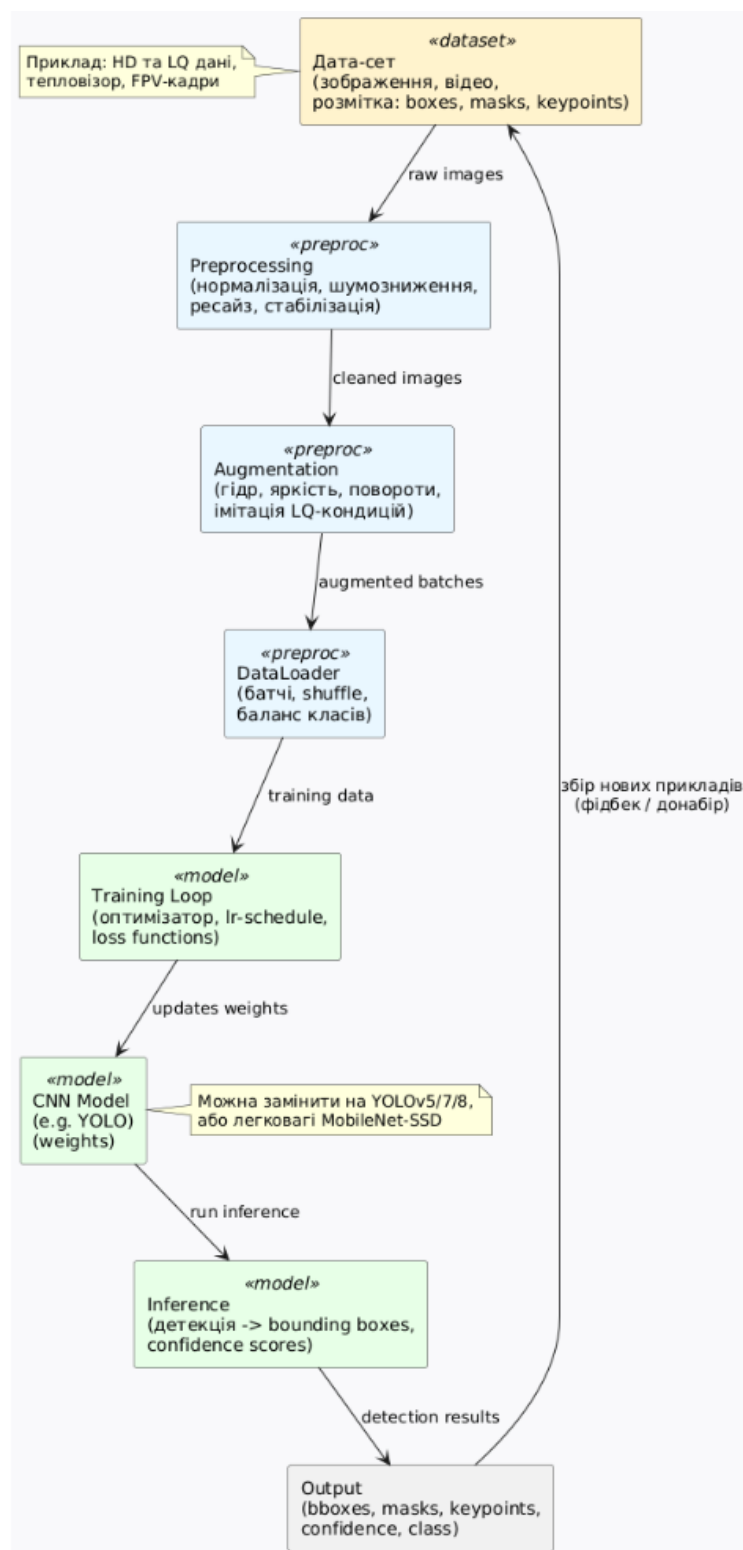 «dataset»
Приклад: HD та LQ дані,
тепловізор, FPV-кадри
Дата-сет
(зображення, відео,
розмітка: boxes, masks, keypoints)
raw images
«preproc»
Preprocessing
(нормалізація, шумозниження,
ресайз, стабілізація)
cleaned images
«preproc»
Augmentation
(гідр, яркість, повороти,
імітація LQ-кондицій)
augmented batches
«preproc»
DataLoader
(батчі, shuffle,
баланс класів)
training data
збір нових прикладів
(фідбек / донабір)
«model»
Training Loop
(оптимізатор, lr-schedule,
loss functions)
updates weights
«model»
CNN Model
(e.g. YOLO)
(weights)
Можна замінити на YOLOv5/7/8,
або легковагі MobileNet-SSD
run inference
«model»
Inference
(детекція -> bounding boxes,
confidence scores)
detection results
Output
(bboxes, masks, keypoints,
confidence, class)